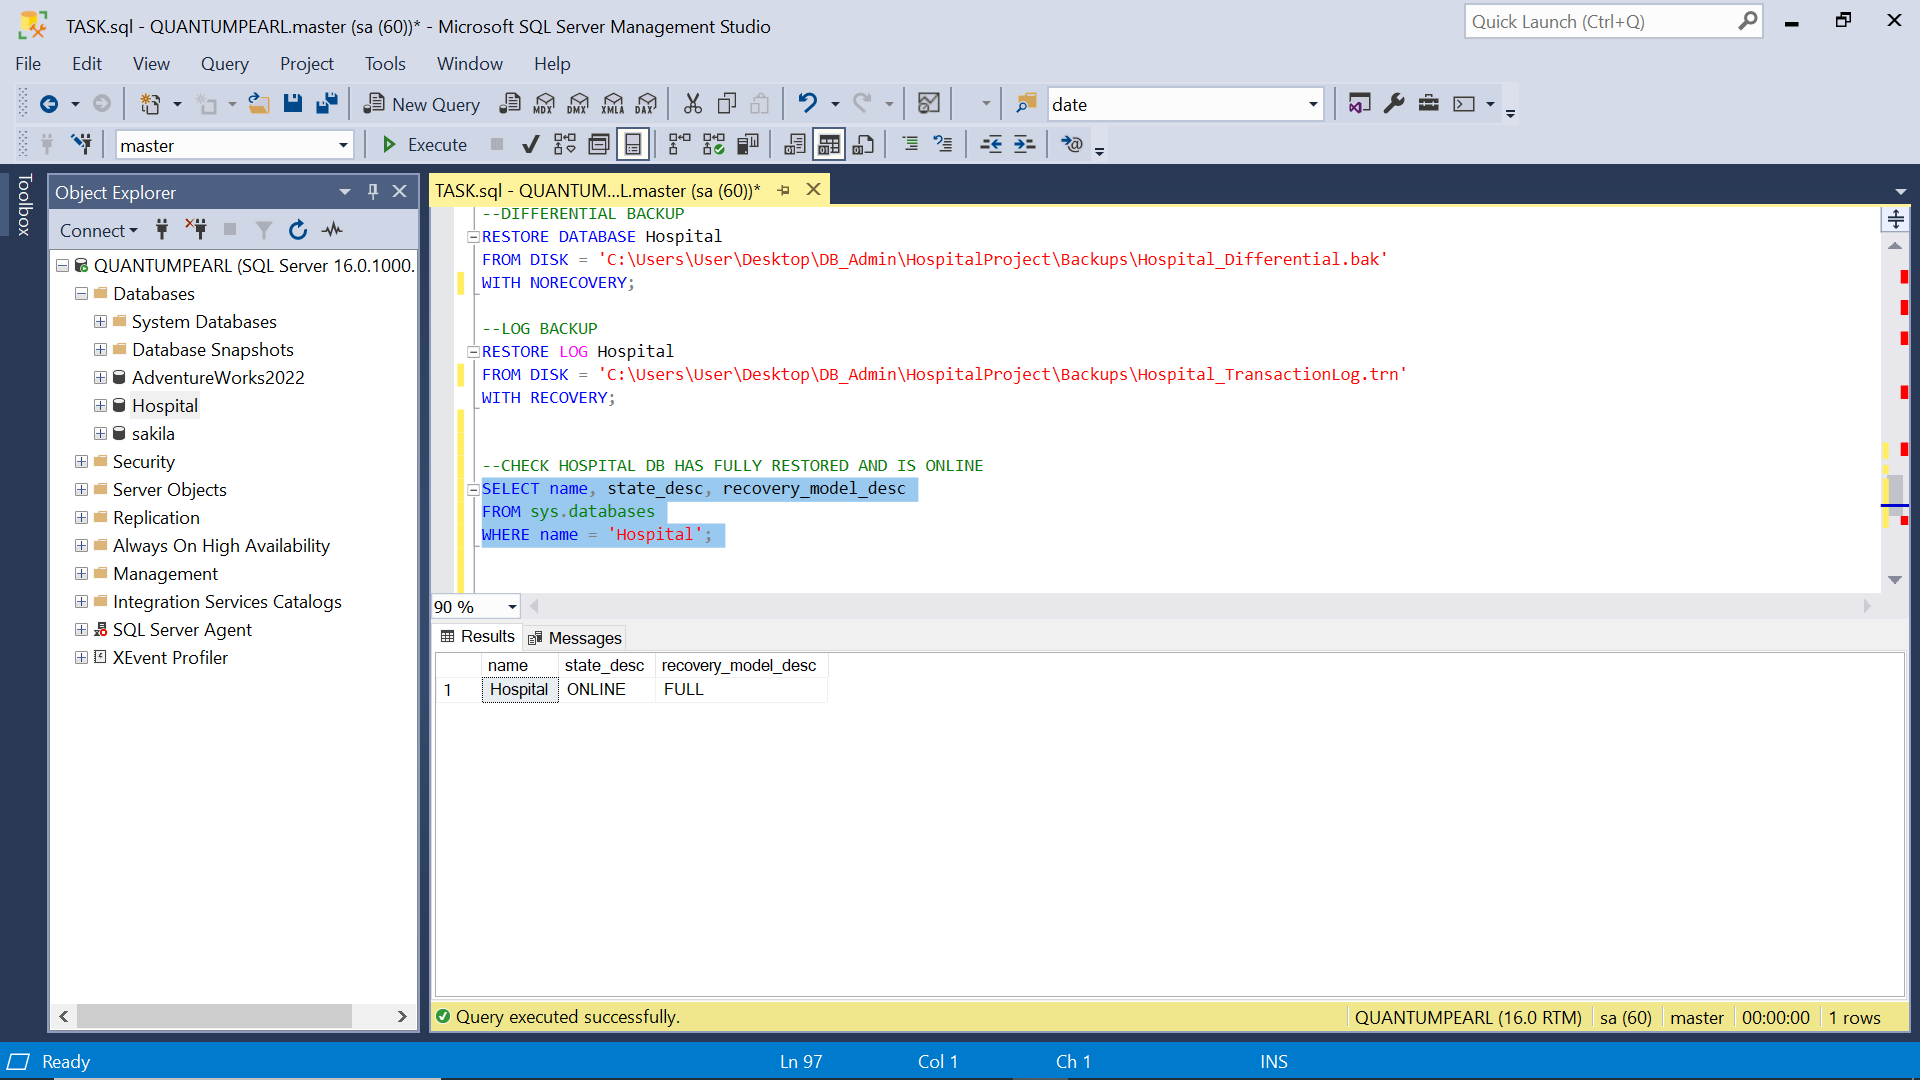 TASK.sql - QUANTUMPEARL.master (sa (60))* - Microsoft SQL Server Management Studio
Quick Launch (Ctrl+Q)
File Edit View Query Project Tools Window Help
New Query MDX DMX XMLA DAX date
master Execute
Toolbox
Object Explorer
Connect
QUANTUMPEARL (SQL Server 16.0.1000.
Databases
System Databases
Database Snapshots
AdventureWorks2022
Hospital
sakila
Security
Server Objects
Replication
Always On High Availability
Management
Integration Services Catalogs
SQL Server Agent
XEvent Profiler
TASK.sql - QUANTUM...L.master (sa (60))*
--DIFFERENTIAL BACKUP
RESTORE DATABASE Hospital
FROM DISK = 'C:\Users\User\Desktop\DB_Admin\HospitalProject\Backups\Hospital_Differential.bak'
WITH NORECOVERY;
--LOG BACKUP
RESTORE LOG Hospital
FROM DISK = 'C:\Users\User\Desktop\DB_Admin\HospitalProject\Backups\Hospital_TransactionLog.trn'
WITH RECOVERY;
--CHECK HOSPITAL DB HAS FULLY RESTORED AND IS ONLINE
SELECT name, state_desc, recovery_model_desc
FROM sys.databases
WHERE name = 'Hospital';
90 %
Results Messages
name state_desc recovery_model_desc
1 Hospital ONLINE FULL
Query executed successfully. QUANTUMPEARL (16.0 RTM) sa (60) master 00:00:00 1 rows
Ready Ln 97 Col 1 Ch 1 INS